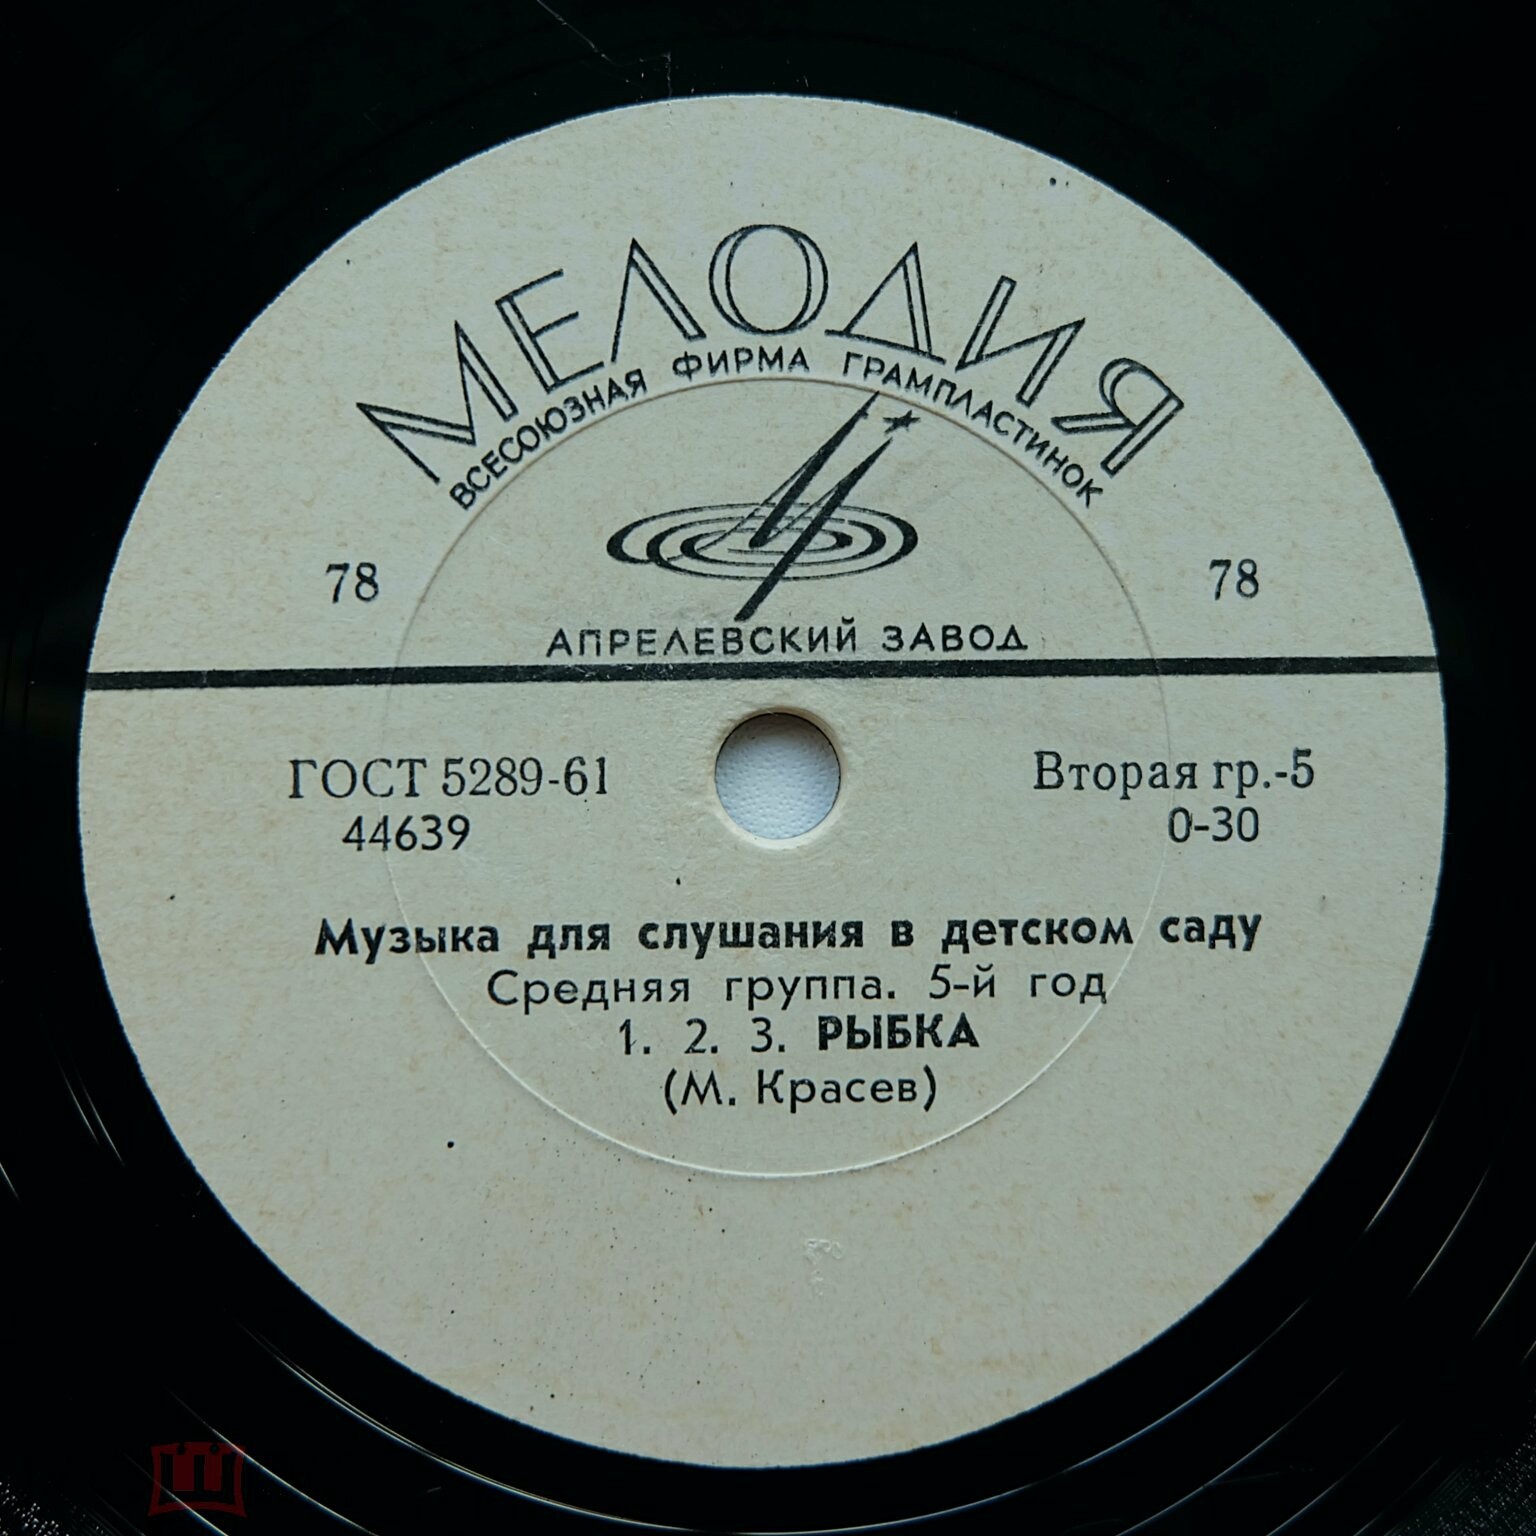 МЕЛОДИЯ
ВСЕСОЮЗНАЯ ФИРМА ГРАМПЛАСТИНОК
78 78
АПРЕЛЕВСКИЙ ЗАВОД
ГОСТ 5289-61 Вторая гр.-5
44639 0-30
Музыка для слушания в детском саду
Средняя группа. 5-й год
1. 2. 3. РЫБКА
(М. Красев)